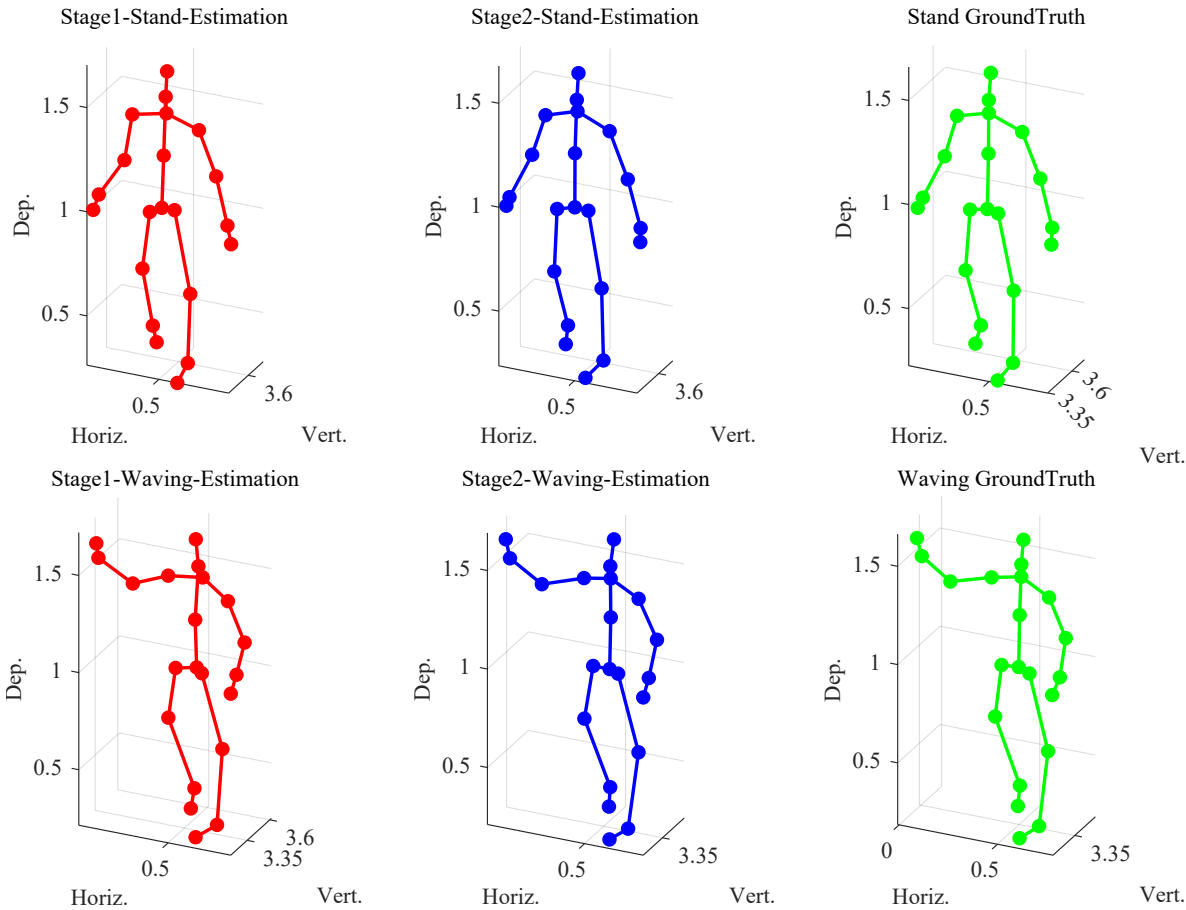 Stage1-Stand-Estimation
Stage2-Stand-Estimation
Stand GroundTruth
1.5
1
0.5
Dep.
0.5
3.6
Horiz.
Vert.
1.5
1
0.5
Dep.
0.5
3.6
Horiz.
Vert.
1.5
1
0.5
Dep.
0.5
3.6
3.35
Horiz.
Vert.
Stage1-Waving-Estimation
Stage2-Waving-Estimation
Waving GroundTruth
1.5
1
0.5
Dep.
0.5
3.6
3.35
Horiz.
Vert.
1.5
1
0.5
Dep.
0.5
3.35
Horiz.
Vert.
1.5
1
0.5
Dep.
0
0.5
3.35
Horiz.
Vert.